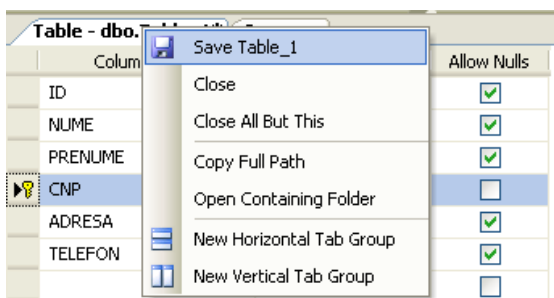 Table - dbo.
Colum
Allow Nulls
Save Table_1
Close
Close All But This
Copy Full Path
Open Containing Folder
New Horizontal Tab Group
New Vertical Tab Group
ID
NUME
PRENUME
CNP
ADRESA
TELEFON